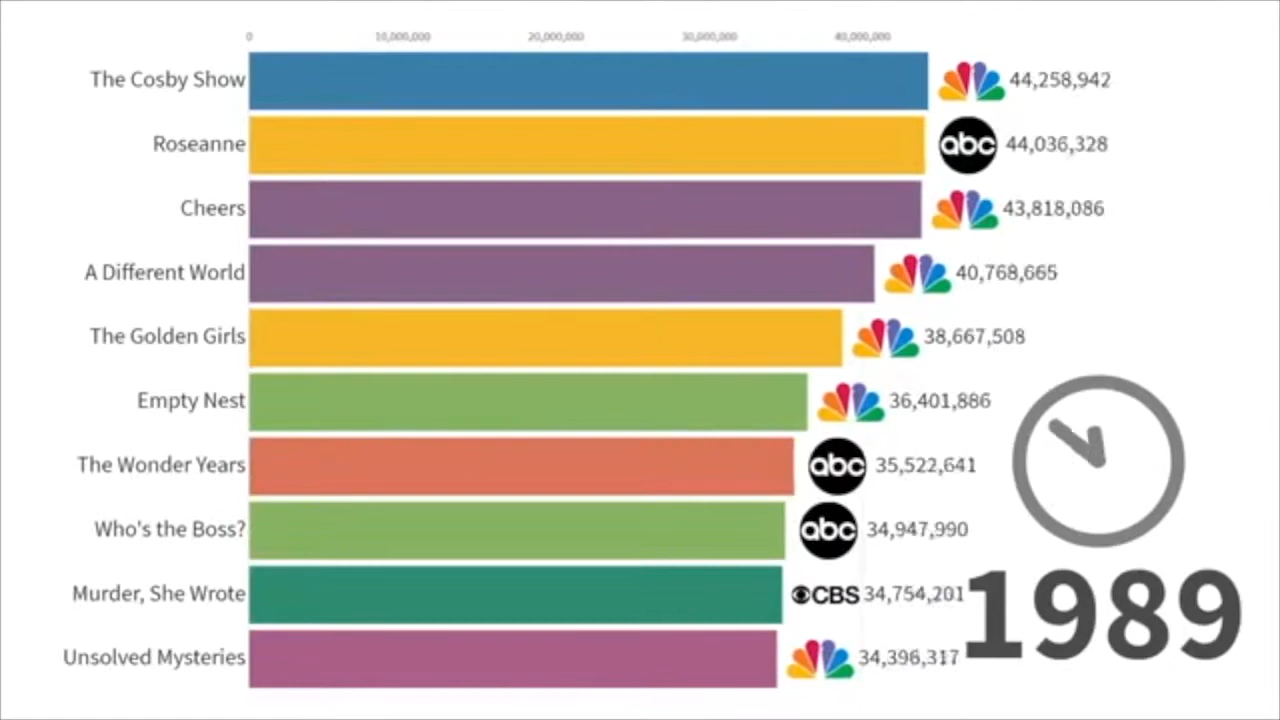 0 10,000,000 20,000,000 30,000,000 40,000,000
The Cosby Show 44,258,942
Roseanne abc 44,036,328
Cheers 43,818,086
A Different World 40,768,665
The Golden Girls 38,667,508
Empty Nest 36,401,886
The Wonder Years abc 35,522,641
Who's the Boss? abc 34,947,990
Murder, She Wrote CBS 34,754,201
Unsolved Mysteries 34,396,317
1989